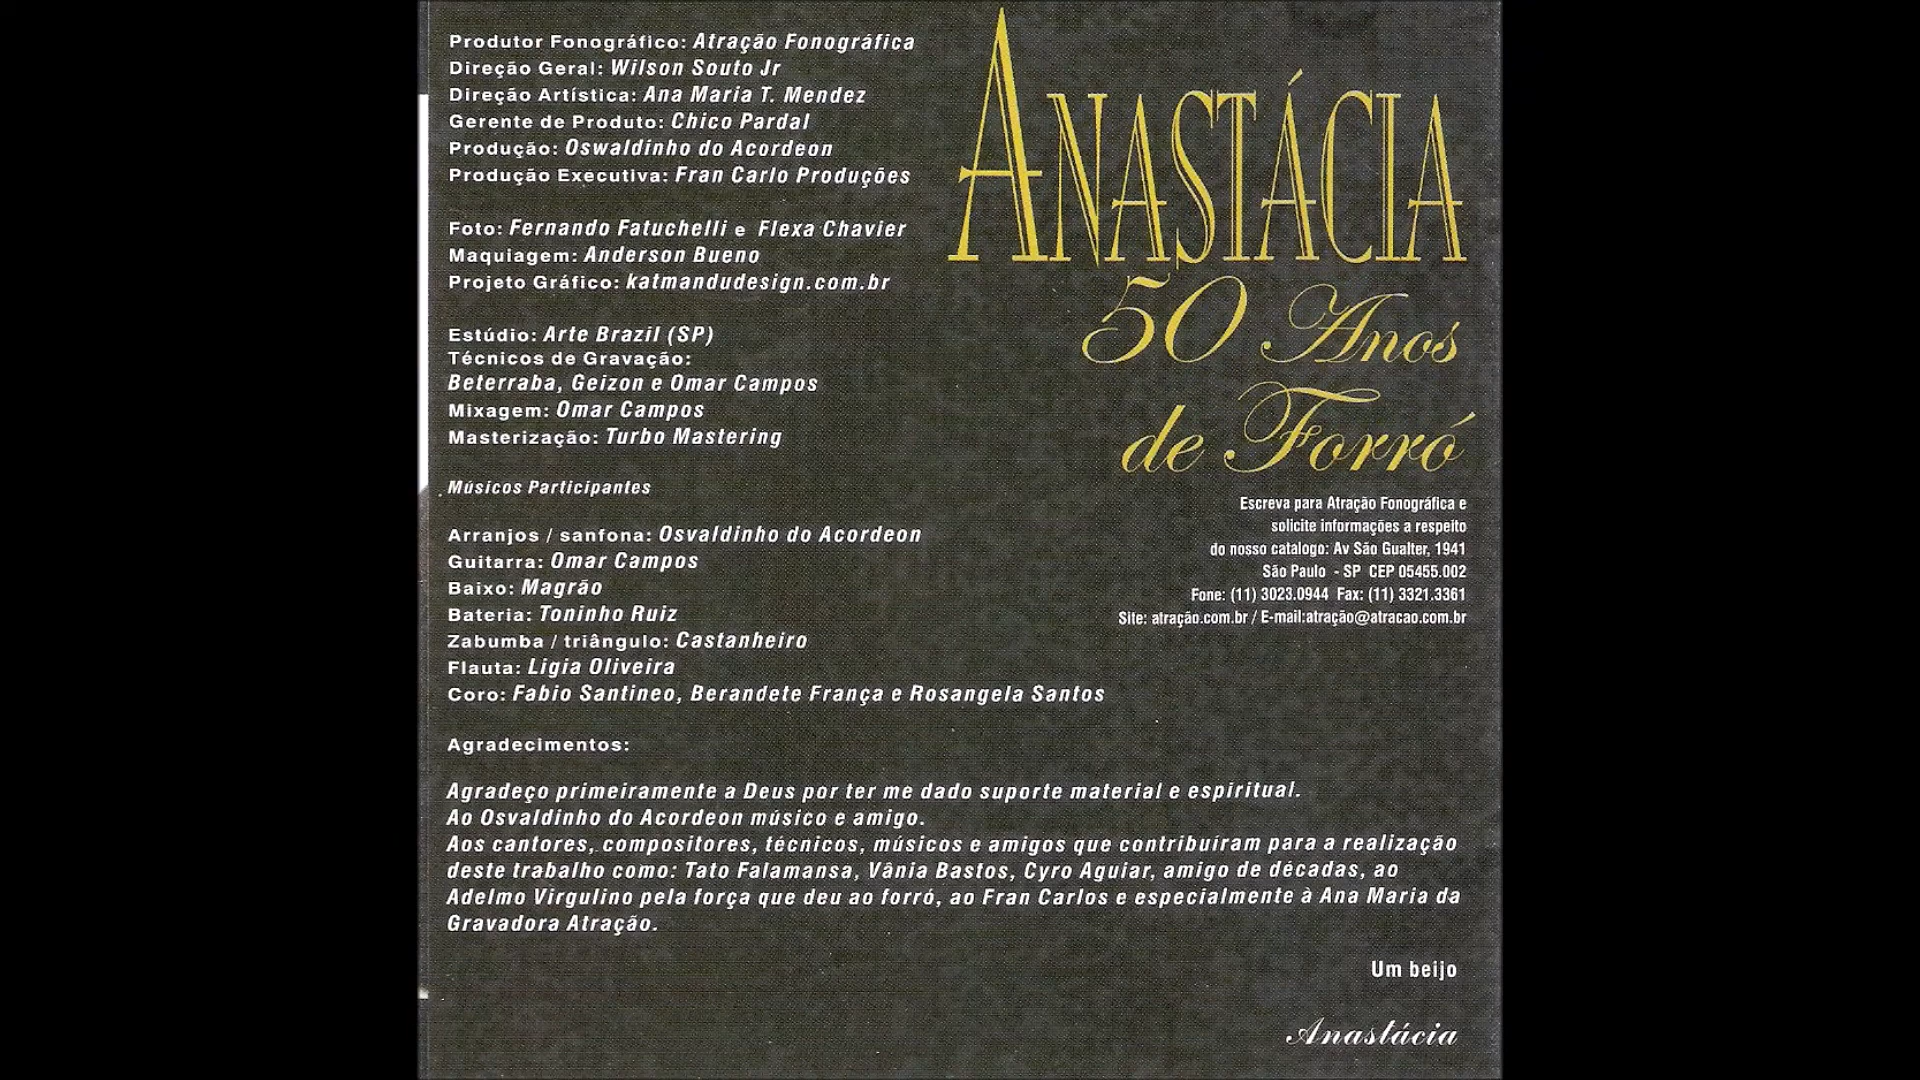 Produtor Fonográfico: Atração Fonográfica
Direção Geral: Wilson Souto Jr
Direção Artística: Ana Maria T. Mendez
Gerente de Produto: Chico Pardal
Produção: Oswaldinho do Acordeon
Produção Executiva: Fran Carlo Produções
Foto: Fernando Fatuchelli e Flexa Chavier
Maquiagem: Anderson Bueno
Projeto Gráfico: katmandudesign.com.br
Estúdio: Arte Brazil (SP)
Técnicos de Gravação:
Beterraba, Geizon e Omar Campos
Mixagem: Omar Campos
Masterização: Turbo Mastering
Músicos Participantes
Arranjos / sanfona: Osvaldinho do Acordeon
Guitarra: Omar Campos
Baixo: Magrão
Bateria: Toninho Ruiz
Zabumba / triângulo: Castanheiro
Flauta: Ligia Oliveira
Coro: Fabio Santineo, Berandete França e Rosangela Santos
ANASTÁCIA
50 Anos
de Forró
Escreva para Atração Fonográfica e
solicite informações a respeito
do nosso catalogo: Av São Gualter, 1941
São Paulo - SP CEP 05455.002
Fone: (11) 3023.0944 Fax: (11) 3321.3361
Site: atração.com.br / E-mail:atração@atracao.com.br
Agradecimentos:
Agradeço primeiramente a Deus por ter me dado suporte material e espiritual.
Ao Osvaldinho do Acordeon músico e amigo.
Aos cantores, compositores, técnicos, músicos e amigos que contribuíram para a realização
deste trabalho como: Tato Falamansa, Vânia Bastos, Cyro Aguiar, amigo de décadas, ao
Adelmo Virgulino pela força que deu ao forró, ao Fran Carlos e especialmente à Ana Maria da
Gravadora Atração.
Um beijo
Anastácia